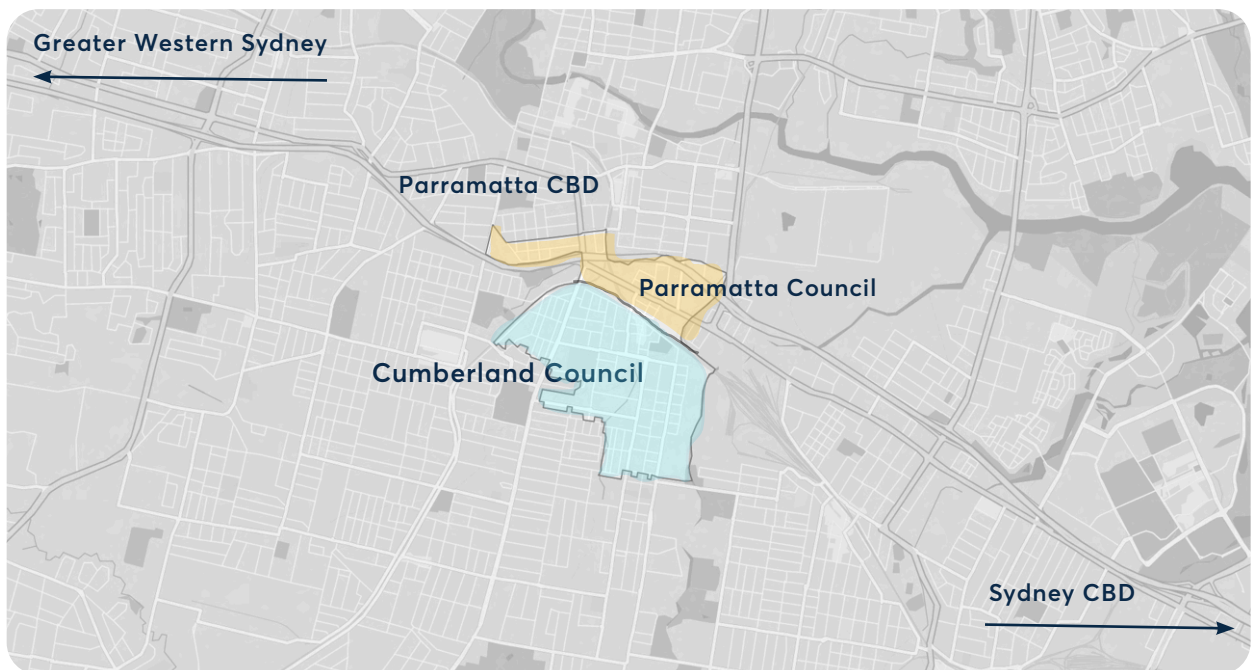 Greater Western Sydney
Parramatta CBD
Parramatta Council
Cumberland Council
Sydney CBD